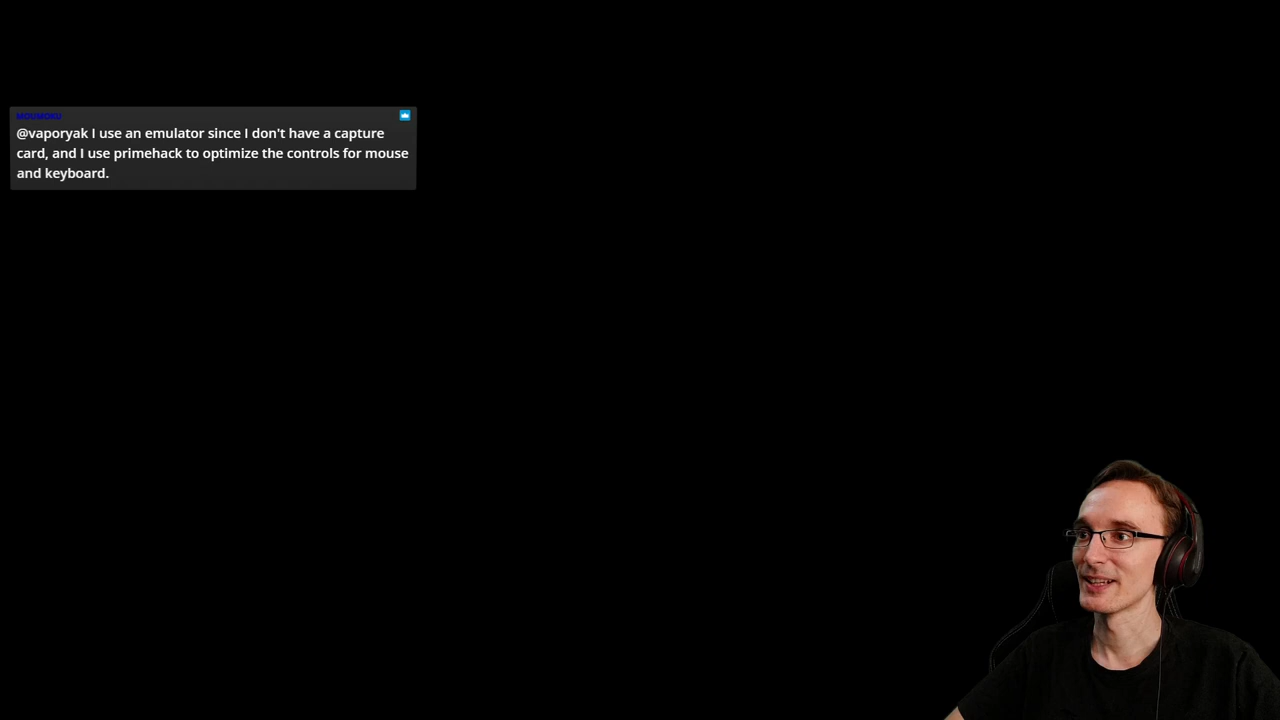 MOUMOKU
@vaporyak I use an emulator since I don't have a capture
card, and I use primehack to optimize the controls for mouse
and keyboard.